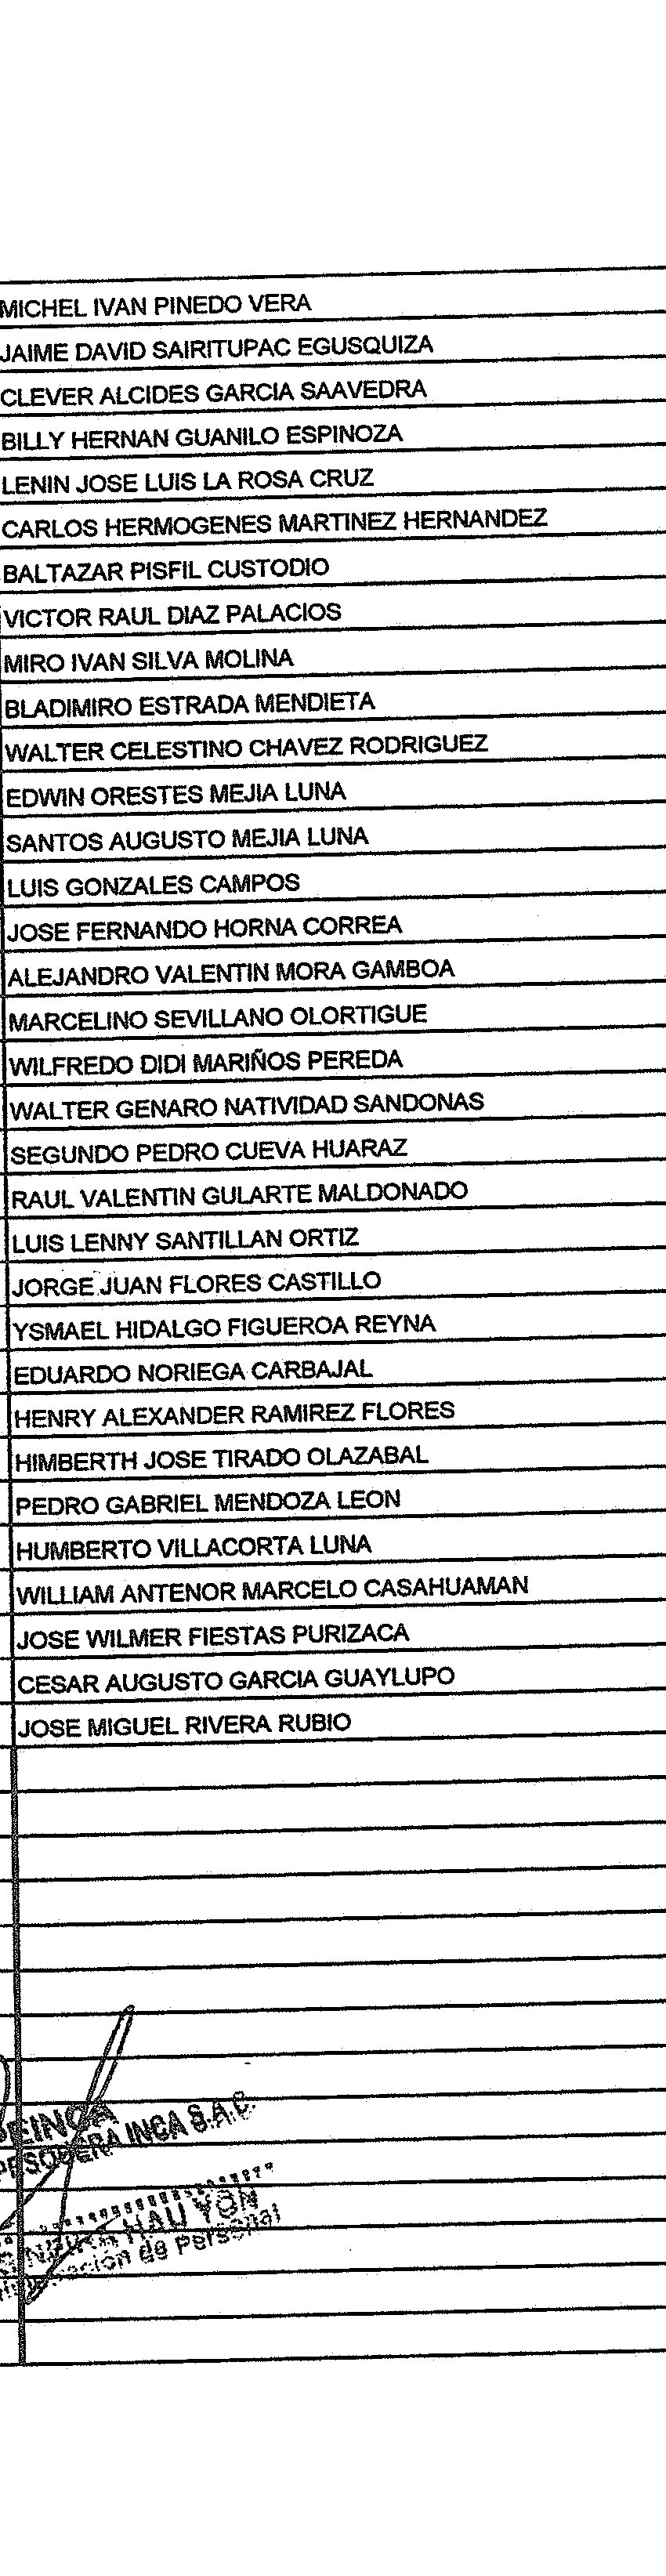 MICHEL IVAN PINEDO VERA
JAIME DAVID SAIRITUPAC EGUSQUIZA
CLEVER ALCIDES GARCIA SAAVEDRA
BILLY HERNAN GUANILO ESPINOZA
LENIN JOSE LUIS LA ROSA CRUZ
CARLOS HERMOGENES MARTINEZ HERNANDEZ
BALTAZAR PISFIL CUSTODIO
VICTOR RAUL DIAZ PALACIOS
MIRO IVAN SILVA MOLINA
BLADIMIRO ESTRADA MENDIETA
WALTER CELESTINO CHAVEZ RODRIGUEZ
EDWIN ORESTES MEJIA LUNA
SANTOS AUGUSTO MEJIA LUNA
LUIS GONZALES CAMPOS
JOSE FERNANDO HORNA CORREA
ALEJANDRO VALENTIN MORA GAMBOA
MARCELINO SEVILLANO OLORTIGUE
WILFREDO DIDI MARIÑOS PEREDA
WALTER GENARO NATIVIDAD SANDONAS
SEGUNDO PEDRO CUEVA HUARAZ
RAUL VALENTIN GULARTE MALDONADO
LUIS LENNY SANTILLAN ORTIZ
JORGE JUAN FLORES CASTILLO
YSMAEL HIDALGO FIGUEROA REYNA
EDUARDO NORIEGA CARBAJAL
HENRY ALEXANDER RAMIREZ FLORES
HIMBERTH JOSE TIRADO OLAZABAL
PEDRO GABRIEL MENDOZA LEON
HUMBERTO VILLACORTA LUNA
WILLIAM ANTENOR MARCELO CASAHUAMAN
JOSE WILMER FIESTAS PURIZACA
CESAR AUGUSTO GARCIA GUAYLUPO
JOSE MIGUEL RIVERA RUBIO
PEINCA
PESQUERA INCA S.A.C.
HAU YON
de Personal